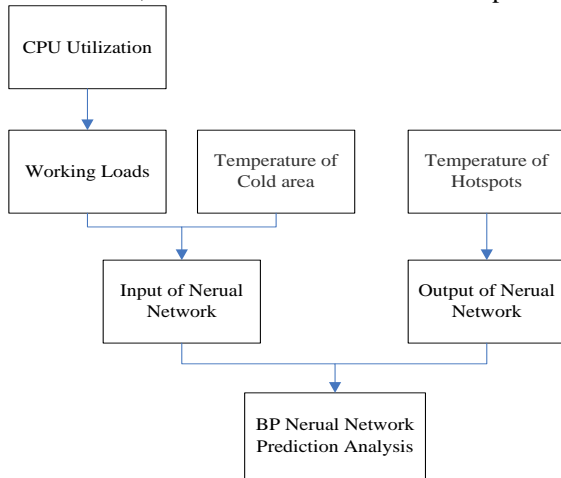 CPU Utilization
Working Loads
Temperature of
Cold area
Temperature of
Hotspots
Input of Nerual
Network
Output of Nerual
Network
BP Nerual Network
Prediction Analysis